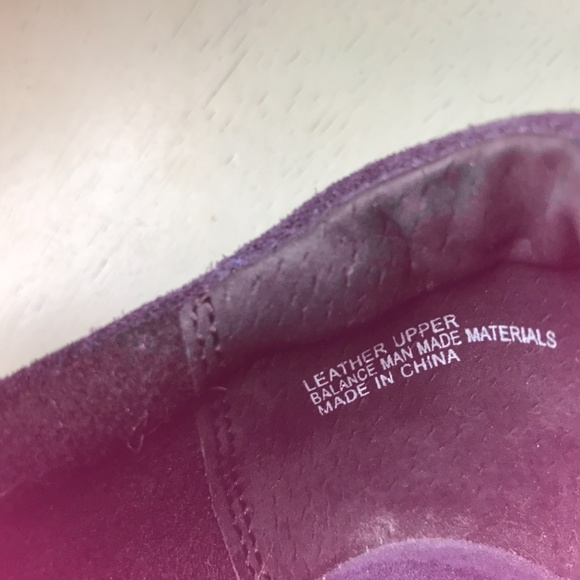 LEATHER UPPER
BALANCE MAN MADE MATERIALS
MADE IN CHINA